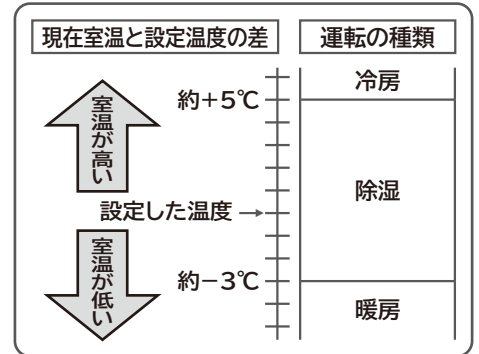 現在室温と設定温度の差
運転の種類
室温が高い
約+5℃
設定した温度→
室温が低い
約−3℃
冷房
除湿
暖房